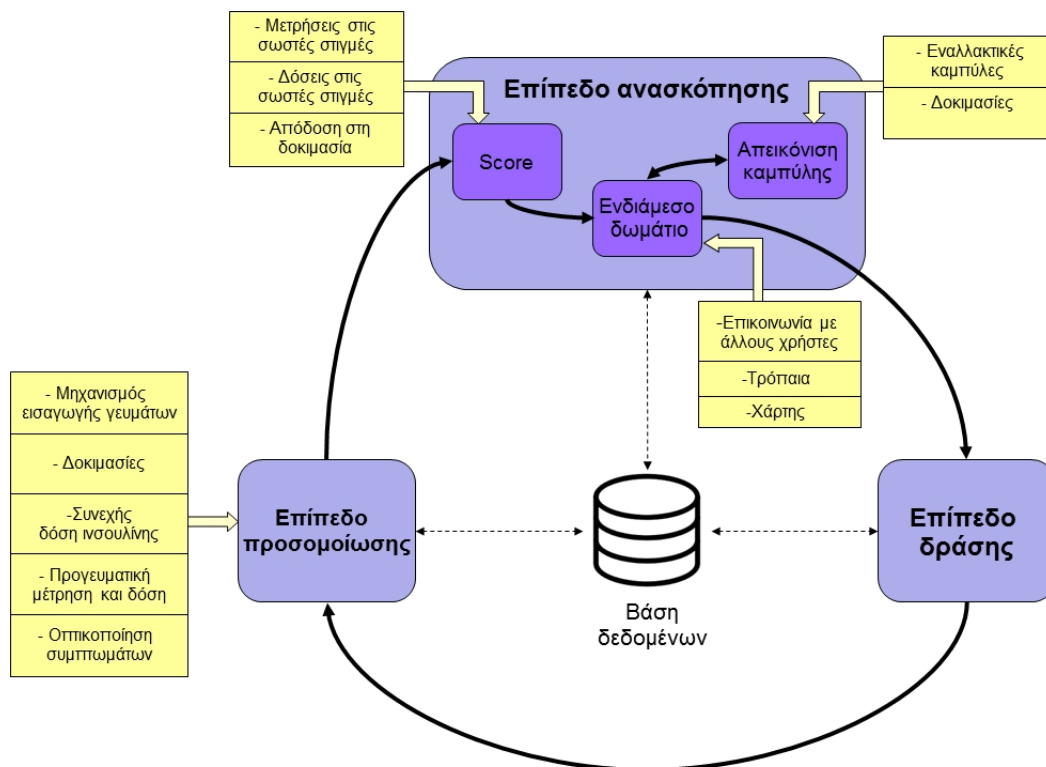 - Μετρήσεις στις
σωστές στιγμές
- Δόσεις στις
σωστές στιγμές
- Απόδοση στη
δοκιμασία
Επίπεδο ανασκόπησης
- Εναλλακτικές
καμπύλες
- Δοκιμασίες
Score
Απεικόνιση
καμπύλης
Ενδιάμεσο
δωμάτιο
-Επικοινωνία με
άλλους χρήστες
-Τρόπαια
-Χάρτης
- Μηχανισμός
εισαγωγής γευμάτων
- Δοκιμασίες
-Συνεχής
δόση ινσουλίνης
- Προγευματική
μέτρηση και δόση
- Οπτικοποίηση
συμπτωμάτων
Επίπεδο
προσομοίωσης
Βάση
δεδομένων
Επίπεδο
δράσης